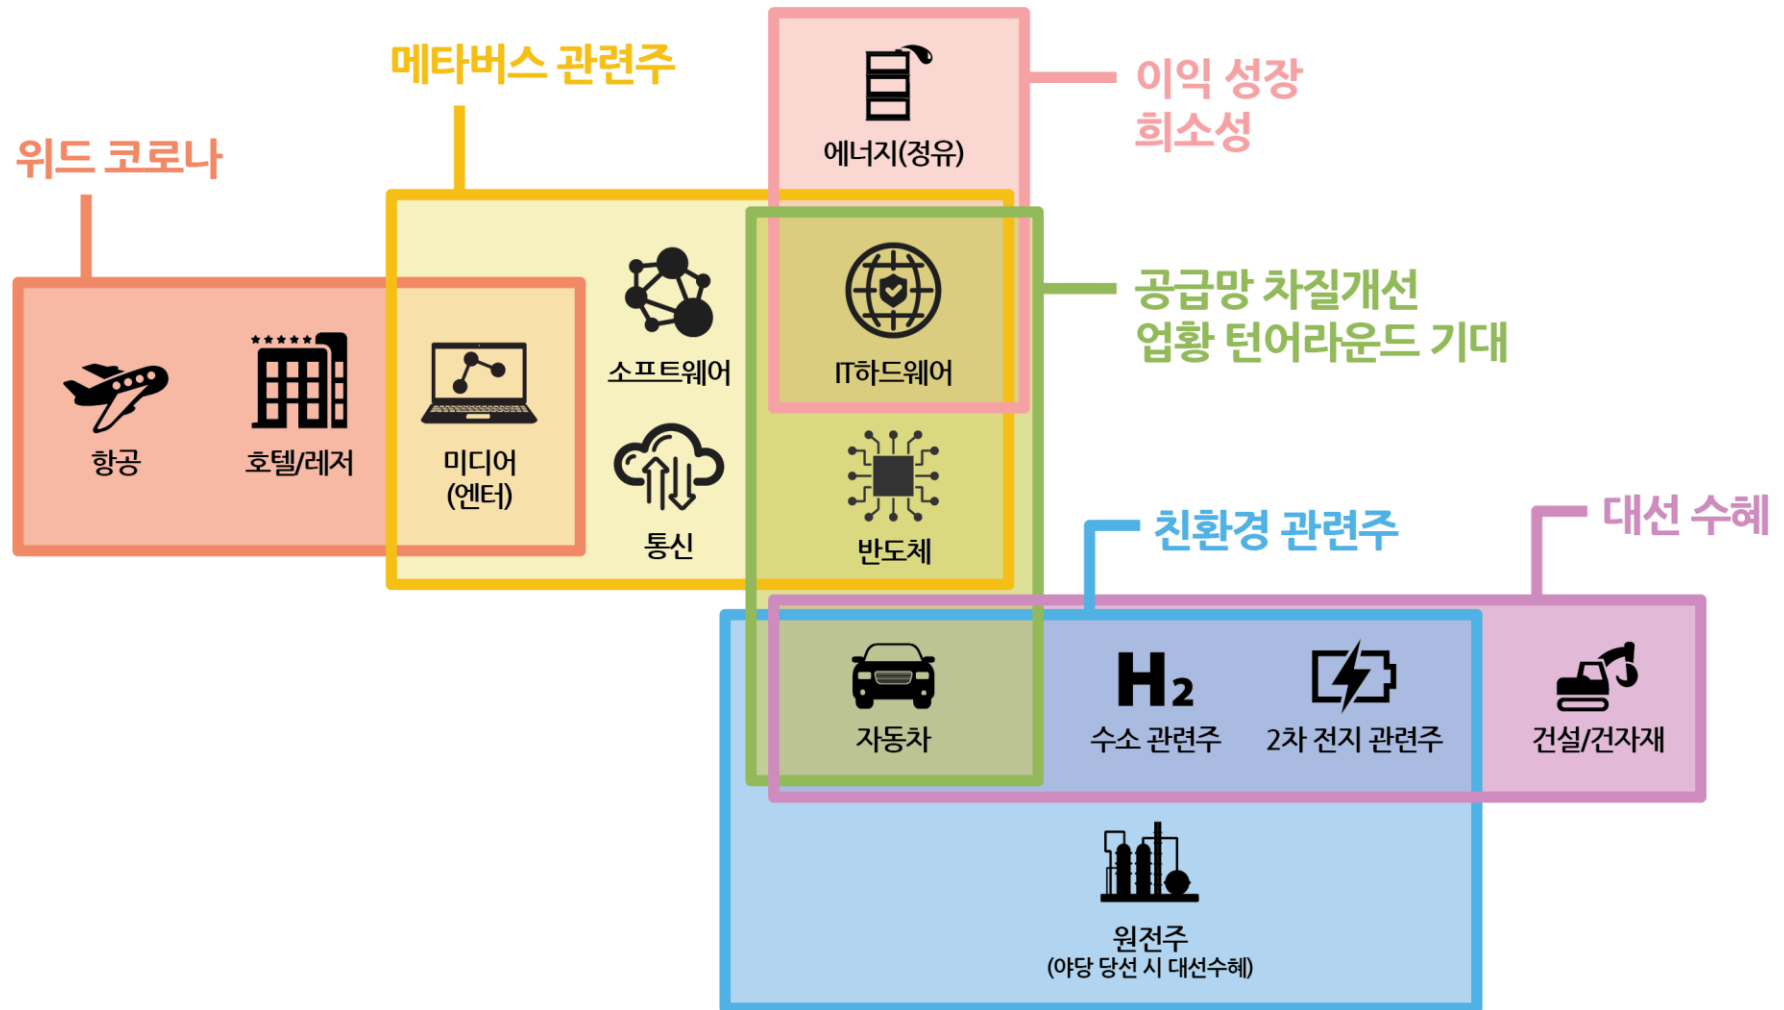 메타버스 관련주
이익 성장
희소성
위드 코로나
에너지(정유)
공급망 차질개선
업황 턴어라운드 기대
소프트웨어
IT하드웨어
항공
호텔/레저
미디어
(엔터)
통신
반도체
친환경 관련주
대선 수혜
자동차
H₂
수소 관련주
2차 전지 관련주
건설/건자재
원전주
(야당 당선 시 대선수혜)